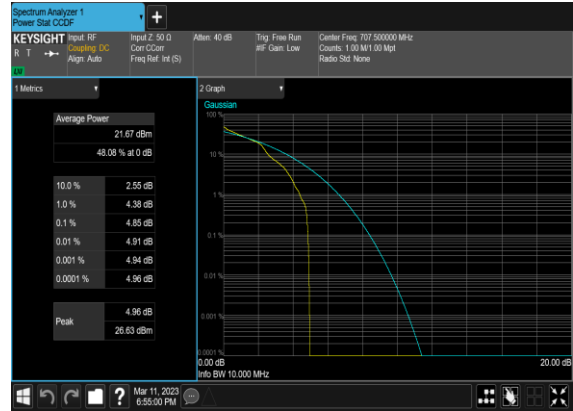 Spectrum Analyzer 1
Power Stat CCDF
KEYSIGHT
R T
LM
Input: RF
Coupling: DC
Align: Auto
Input Z: 50 Ω
Corr CCorr
Freq Ref: Int (S)
Atten: 40 dB
Trig: Free Run
#IF Gain: Low
Center Freq: 707.500000 MHz
Counts: 1.00 M/1.00 Mpt
Radio Std: None
1 Metrics
Average Power
21.67 dBm
48.08 % at 0 dB
10.0 % 2.55 dB
1.0 % 4.38 dB
0.1 % 4.85 dB
0.01 % 4.91 dB
0.001 % 4.94 dB
0.0001 % 4.96 dB
Peak
4.96 dB
26.63 dBm
2 Graph
Gaussian
100 %
10 %
1 %
0.1 %
0.01 %
0.001 %
0.0001 %
0.00 dB 20.00 dB
Info BW 10.000 MHz
?
Mar 11, 2023
6:55:00 PM